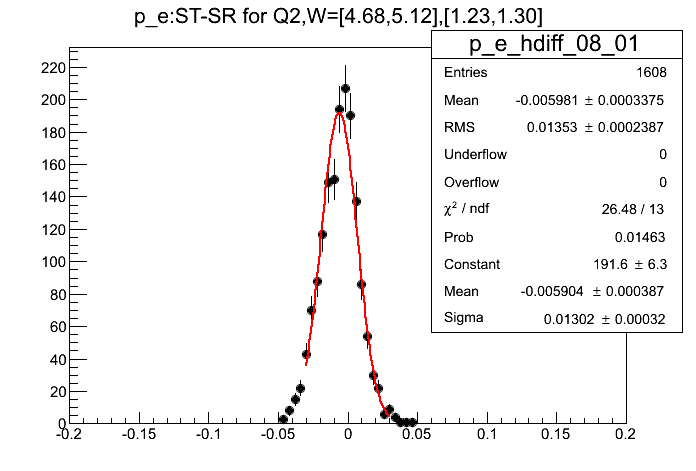 p_e:ST-SR for Q2,W=[4.68,5.12],[1.23,1.30]
p_e_hdiff_08_01
Entries 1608
Mean -0.005981 ± 0.0003375
RMS 0.01353 ± 0.0002387
Underflow 0
Overflow 0
χ² / ndf 26.48 / 13
Prob 0.01463
Constant 191.6 ± 6.3
Mean -0.005904 ± 0.000387
Sigma 0.01302 ± 0.00032
220
200
180
160
140
120
100
80
60
40
20
0
-0.2 -0.15 -0.1 -0.05 0 0.05 0.1 0.15 0.2